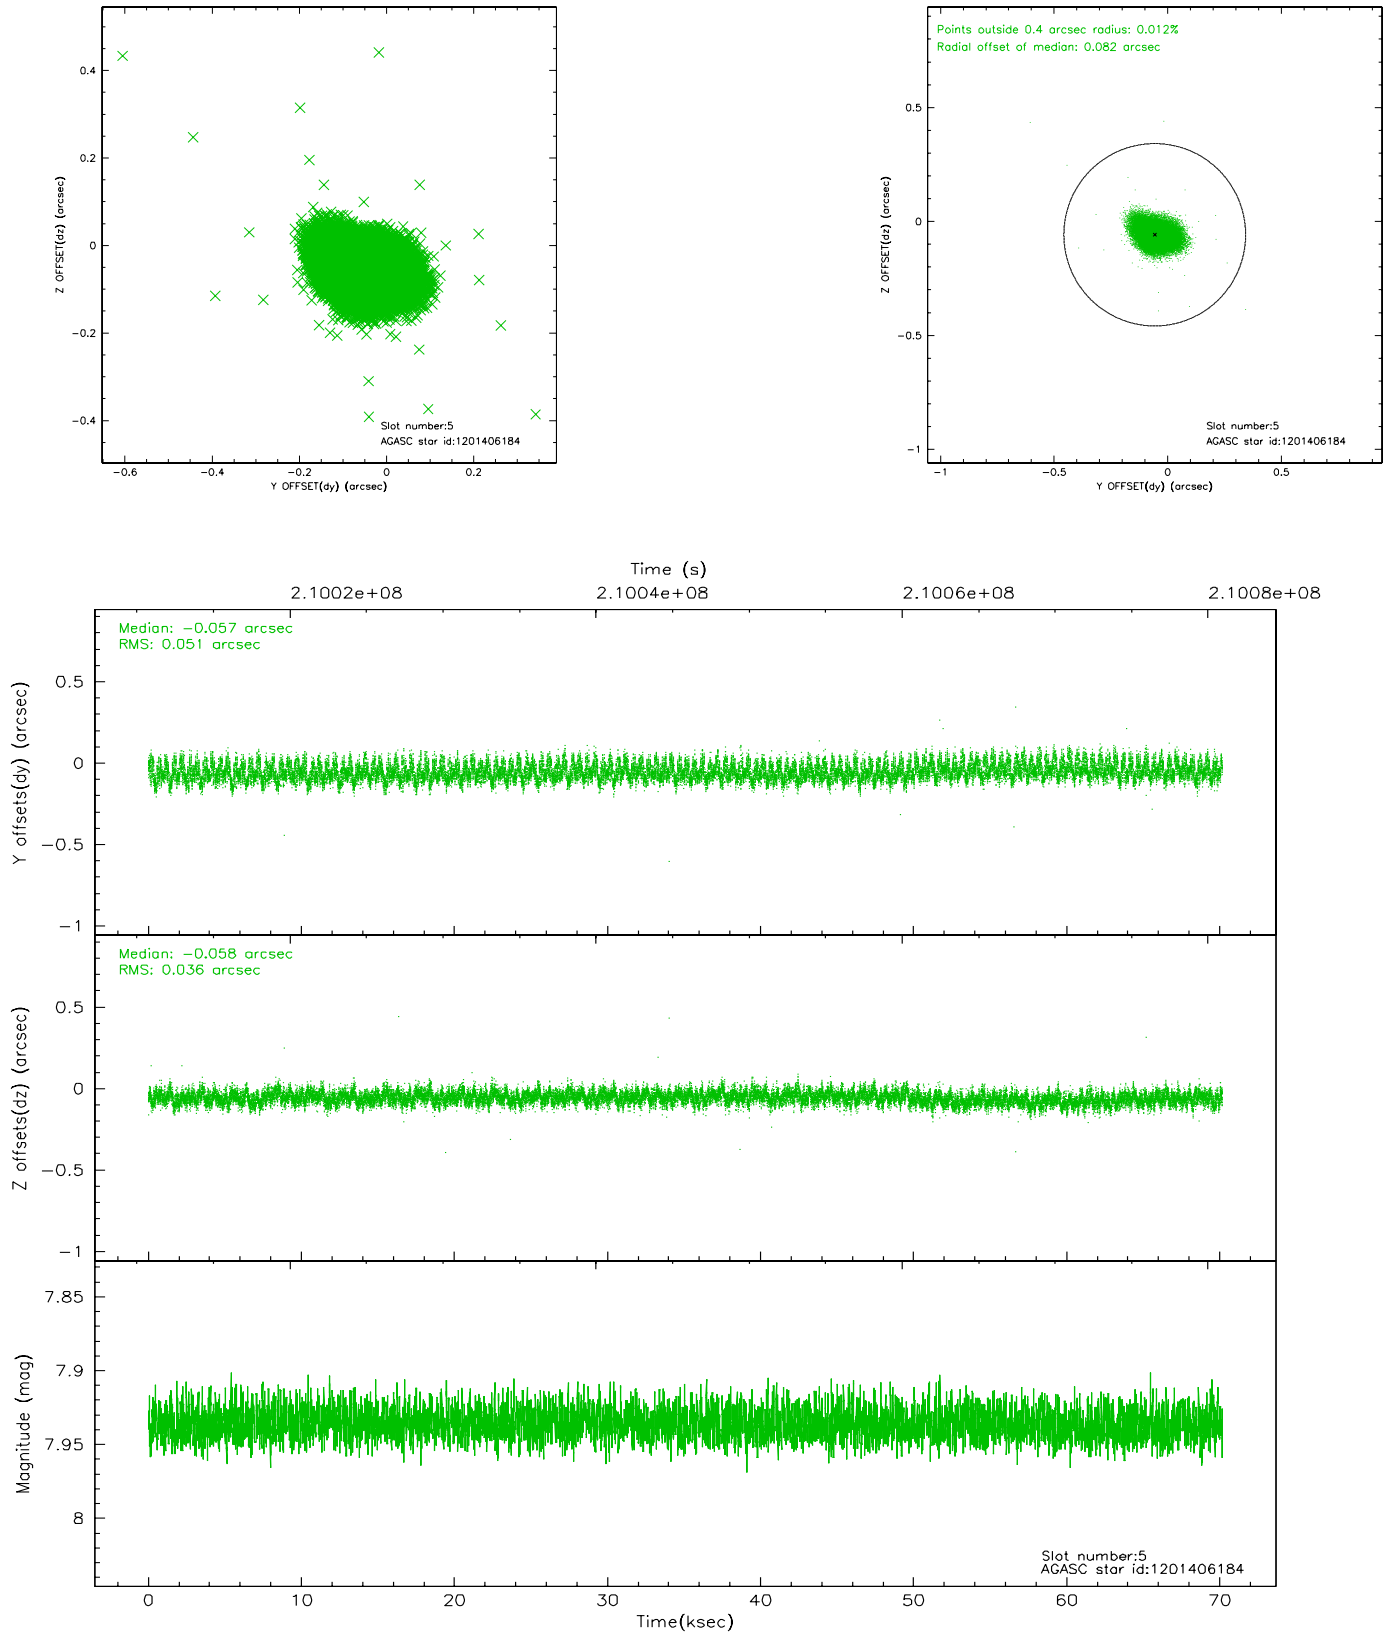 0.4
0.2
0
−0.2
−0.4
Z OFFSET(dz) (arcsec)
Slot number:5
AGASC star id:1201406184
−0.6
−0.4
−0.2
0
0.2
Y OFFSET(dy) (arcsec)
Points outside 0.4 arcsec radius: 0.012%
Radial offset of median: 0.082 arcsec
0.5
0
−0.5
−1
Z OFFSET(dz) (arcsec)
Slot number:5
AGASC star id:1201406184
−1
−0.5
0
0.5
Y OFFSET(dy) (arcsec)
Time (s)
2.1002e+08
2.1004e+08
2.1006e+08
2.1008e+08
Median: −0.057 arcsec
RMS: 0.051 arcsec
0.5
0
−0.5
−1
Y offsets(dy) (arcsec)
Median: −0.058 arcsec
RMS: 0.036 arcsec
0.5
0
−0.5
−1
Z offsets(dz) (arcsec)
7.85
7.9
7.95
8
Magnitude (mag)
Slot number:5
AGASC star id:1201406184
0
10
20
30
40
50
60
70
Time(ksec)